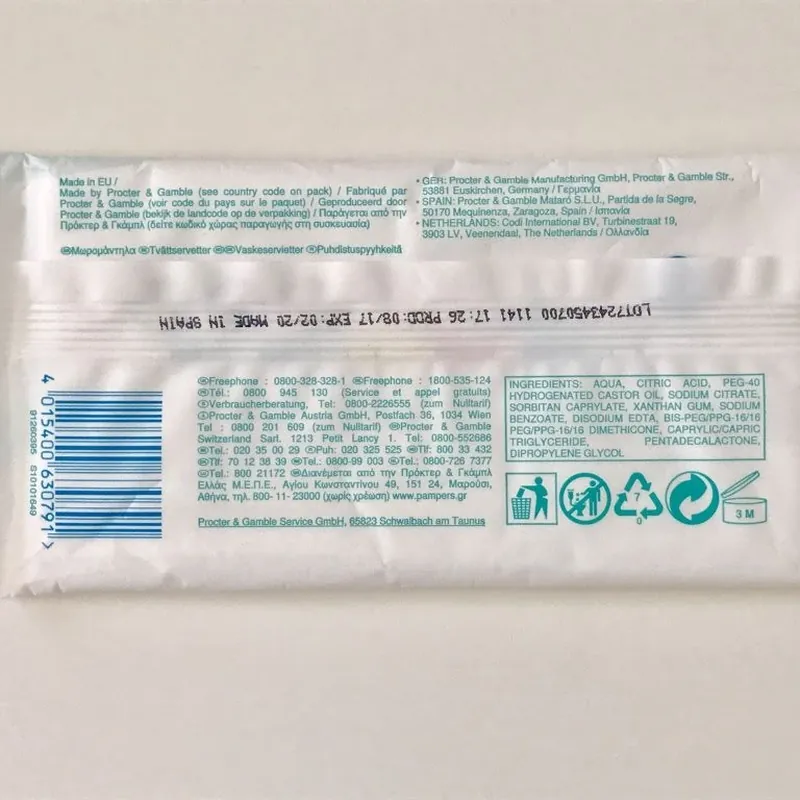 Made in EU /
Made by Procter & Gamble (see country code on pack) / Fabriqué par
Procter & Gamble (voir code du pays sur le paquet) / Geproduceerd door
Procter & Gamble (bekijk de landcode op de verpakking) / Παράγεται από την
Πρόκτερ & Γκάμπλ (δείτε κωδικό χώρας παραγωγής στη συσκευασία)
Μωρομάντηλα Tvättservetter Vaskeservietter Puhdistuspyyhkeitä
• GER: Procter & Gamble Manufacturing GmbH, Procter & Gamble Str.,
53881 Euskirchen, Germany / Γερμανία
• SPAIN: Procter & Gamble Mataró S.L.U., Partida de la Segre,
50170 Mequinenza, Zaragoza, Spain / Ισπανία
• NETHERLANDS: Codi International BV, Turbinestraat 19,
3903 LV, Veenendaal, The Netherlands / Ολλανδία
LOT7243450700 1141 17:26 PROD:08/17 EXP:02/20 MADE IN SPAIN
4 015400 630791 >
91260395 S10101649
Freephone : 0800-328-328-1 Freephone : 1800-535-124
Tél.: 0800 945 130 (Service et appel gratuits)
Verbraucherberatung, Tel: 0800-2226555 (zum Nulltarif)
Procter & Gamble Austria GmbH, Postfach 36, 1034 Wien
Tel : 0800 201 609 (zum Nulltarif) Procter & Gamble
Switzerland Sarl. 1213 Petit Lancy 1. Tel: 0800-552686
Tel.: 020 35 00 29 Puh: 020 325 525 Tlf: 800 33 432
Tlf: 70 12 38 39 Tel.: 0800-99 003 Tel.: 0800-726 7377
Tel.: 800 21172 Διανέμεται από την Πρόκτερ & Γκάμπλ
Ελλάς Μ.Ε.Π.Ε., Αγίου Κωνσταντίνου 49, 151 24, Μαρούσι,
Αθήνα, τηλ. 800- 11- 23000 (χωρίς χρέωση) www.pampers.gr
Procter & Gamble Service GmbH, 65823 Schwalbach am Taunus
INGREDIENTS: AQUA, CITRIC ACID, PEG-40
HYDROGENATED CASTOR OIL, SODIUM CITRATE,
SORBITAN CAPRYLATE, XANTHAN GUM, SODIUM
BENZOATE, DISODIUM EDTA, BIS-PEG/PPG-16/16
PEG/PPG-16/16 DIMETHICONE, CAPRYLIC/CAPRIC
TRIGLYCERIDE, PENTADECALACTONE,
DIPROPYLENE GLYCOL
7
0
3 M